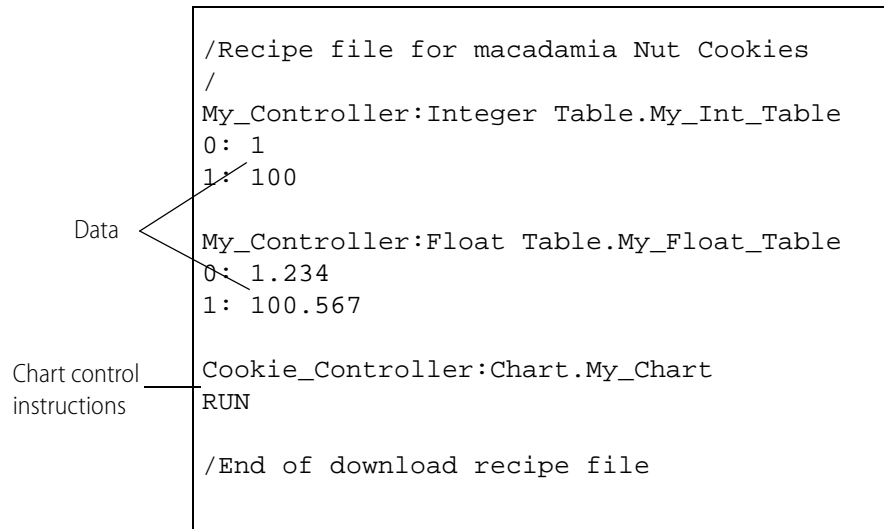 /Recipe file for macadamia Nut Cookies
/
My_Controller:Integer Table.My_Int_Table
0: 1
1: 100
Data
My_Controller:Float Table.My_Float_Table
0: 1.234
1: 100.567
Chart control
instructions
Cookie_Controller:Chart.My_Chart
RUN
/End of download recipe file